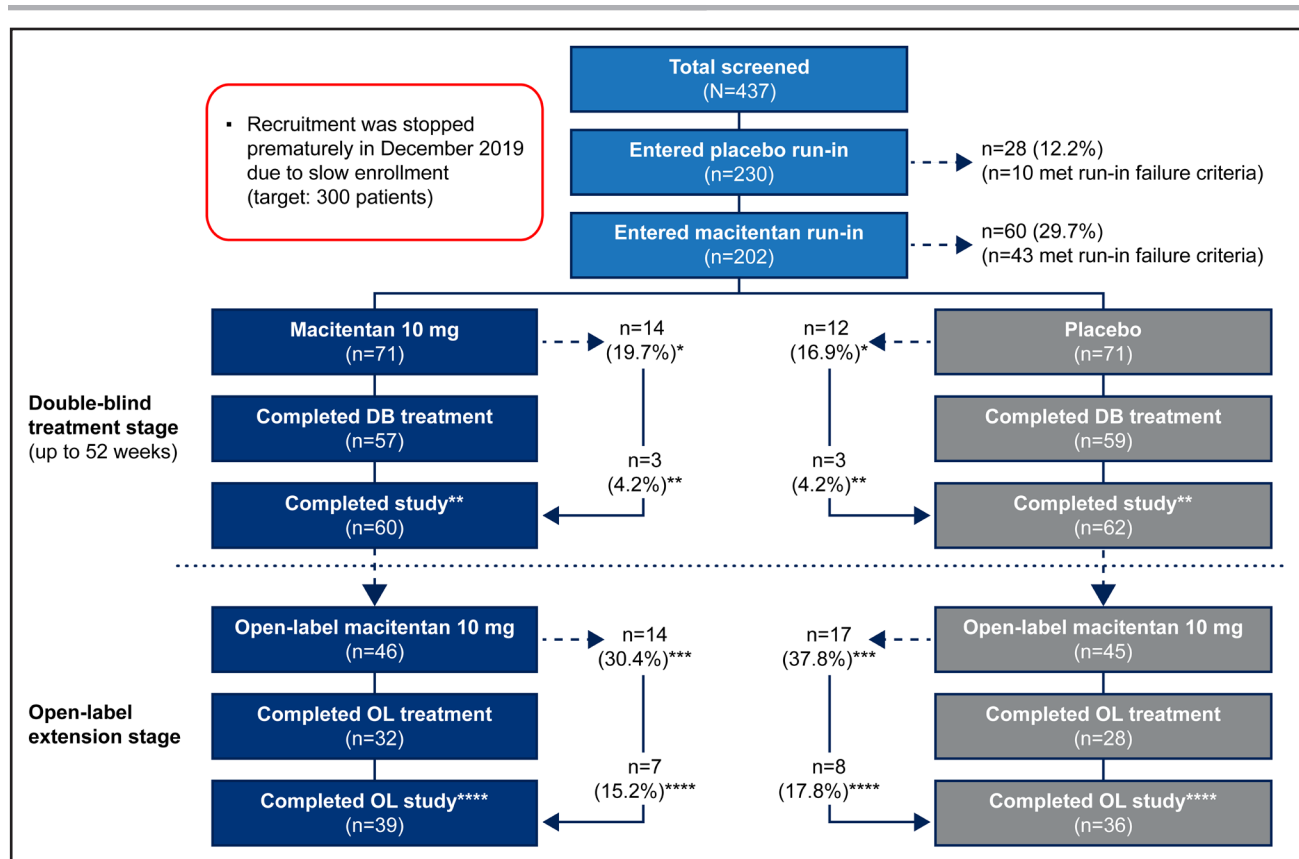 Total screened
(N=437)
▪ Recruitment was stopped
prematurely in December 2019
due to slow enrollment
(target: 300 patients)
Entered placebo run-in
(n=230)
n=28 (12.2%)
(n=10 met run-in failure criteria)
Entered macitentan run-in
(n=202)
n=60 (29.7%)
(n=43 met run-in failure criteria)
Double-blind
treatment stage
(up to 52 weeks)
Macitentan 10 mg
(n=71)
n=14
(19.7%)*
n=12
(16.9%)*
Placebo
(n=71)
Completed DB treatment
(n=57)
Completed DB treatment
(n=59)
n=3
(4.2%)**
n=3
(4.2%)**
Completed study**
(n=60)
Completed study**
(n=62)
Open-label
extension stage
Open-label macitentan 10 mg
(n=46)
n=14
(30.4%)***
n=17
(37.8%)***
Open-label macitentan 10 mg
(n=45)
Completed OL treatment
(n=32)
Completed OL treatment
(n=28)
n=7
(15.2%)****
n=8
(17.8%)****
Completed OL study****
(n=39)
Completed OL study****
(n=36)